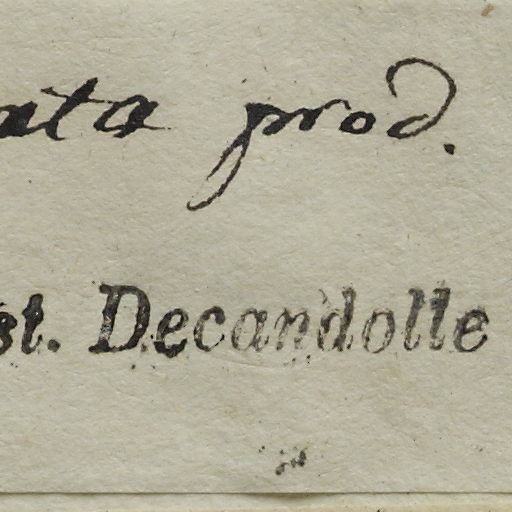 ata prod.
st. Decandolle